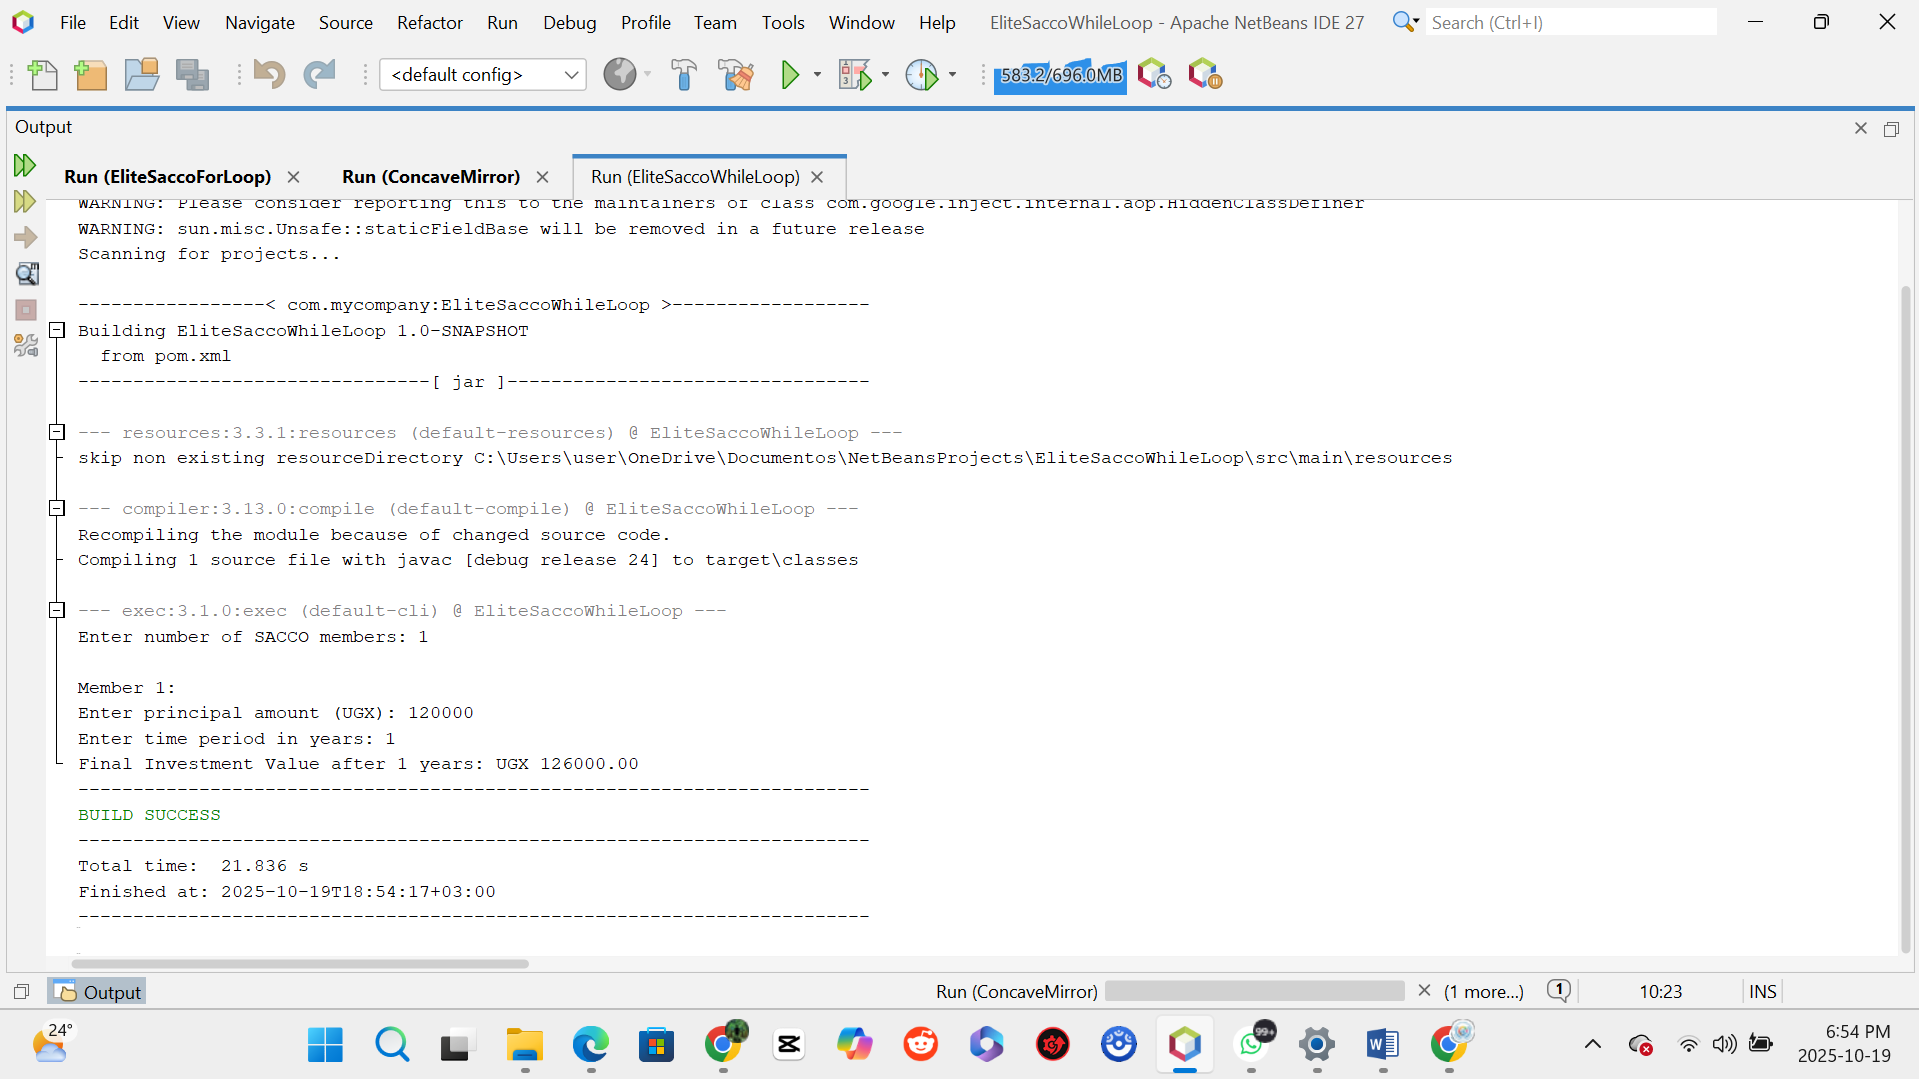 File Edit View Navigate Source Refactor Run Debug Profile Team Tools Window Help EliteSaccoWhileLoop - Apache NetBeans IDE 27 Search (Ctrl+I)
<default config> 583.2/696.0MB
Output
Run (EliteSaccoForLoop) Run (ConcaveMirror) Run (EliteSaccoWhileLoop)
WARNING: Please consider reporting this to the maintainers of class com.google.inject.internal.aop.HiddenClassDefiner
WARNING: sun.misc.Unsafe::staticFieldBase will be removed in a future release
Scanning for projects...
-----------------< com.mycompany:EliteSaccoWhileLoop >------------------
Building EliteSaccoWhileLoop 1.0-SNAPSHOT
from pom.xml
--------------------------------[ jar ]---------------------------------
--- resources:3.3.1:resources (default-resources) @ EliteSaccoWhileLoop ---
skip non existing resourceDirectory C:\Users\user\OneDrive\Documentos\NetBeansProjects\EliteSaccoWhileLoop\src\main\resources
--- compiler:3.13.0:compile (default-compile) @ EliteSaccoWhileLoop ---
Recompiling the module because of changed source code.
Compiling 1 source file with javac [debug release 24] to target\classes
--- exec:3.1.0:exec (default-cli) @ EliteSaccoWhileLoop ---
Enter number of SACCO members: 1
Member 1:
Enter principal amount (UGX): 120000
Enter time period in years: 1
Final Investment Value after 1 years: UGX 126000.00
------------------------------------------------------------------------
BUILD SUCCESS
------------------------------------------------------------------------
Total time:  21.836 s
Finished at: 2025-10-19T18:54:17+03:00
------------------------------------------------------------------------
Output Run (ConcaveMirror) (1 more...) 1 10:23 INS
24° 99+ 6:54 PM
2025-10-19